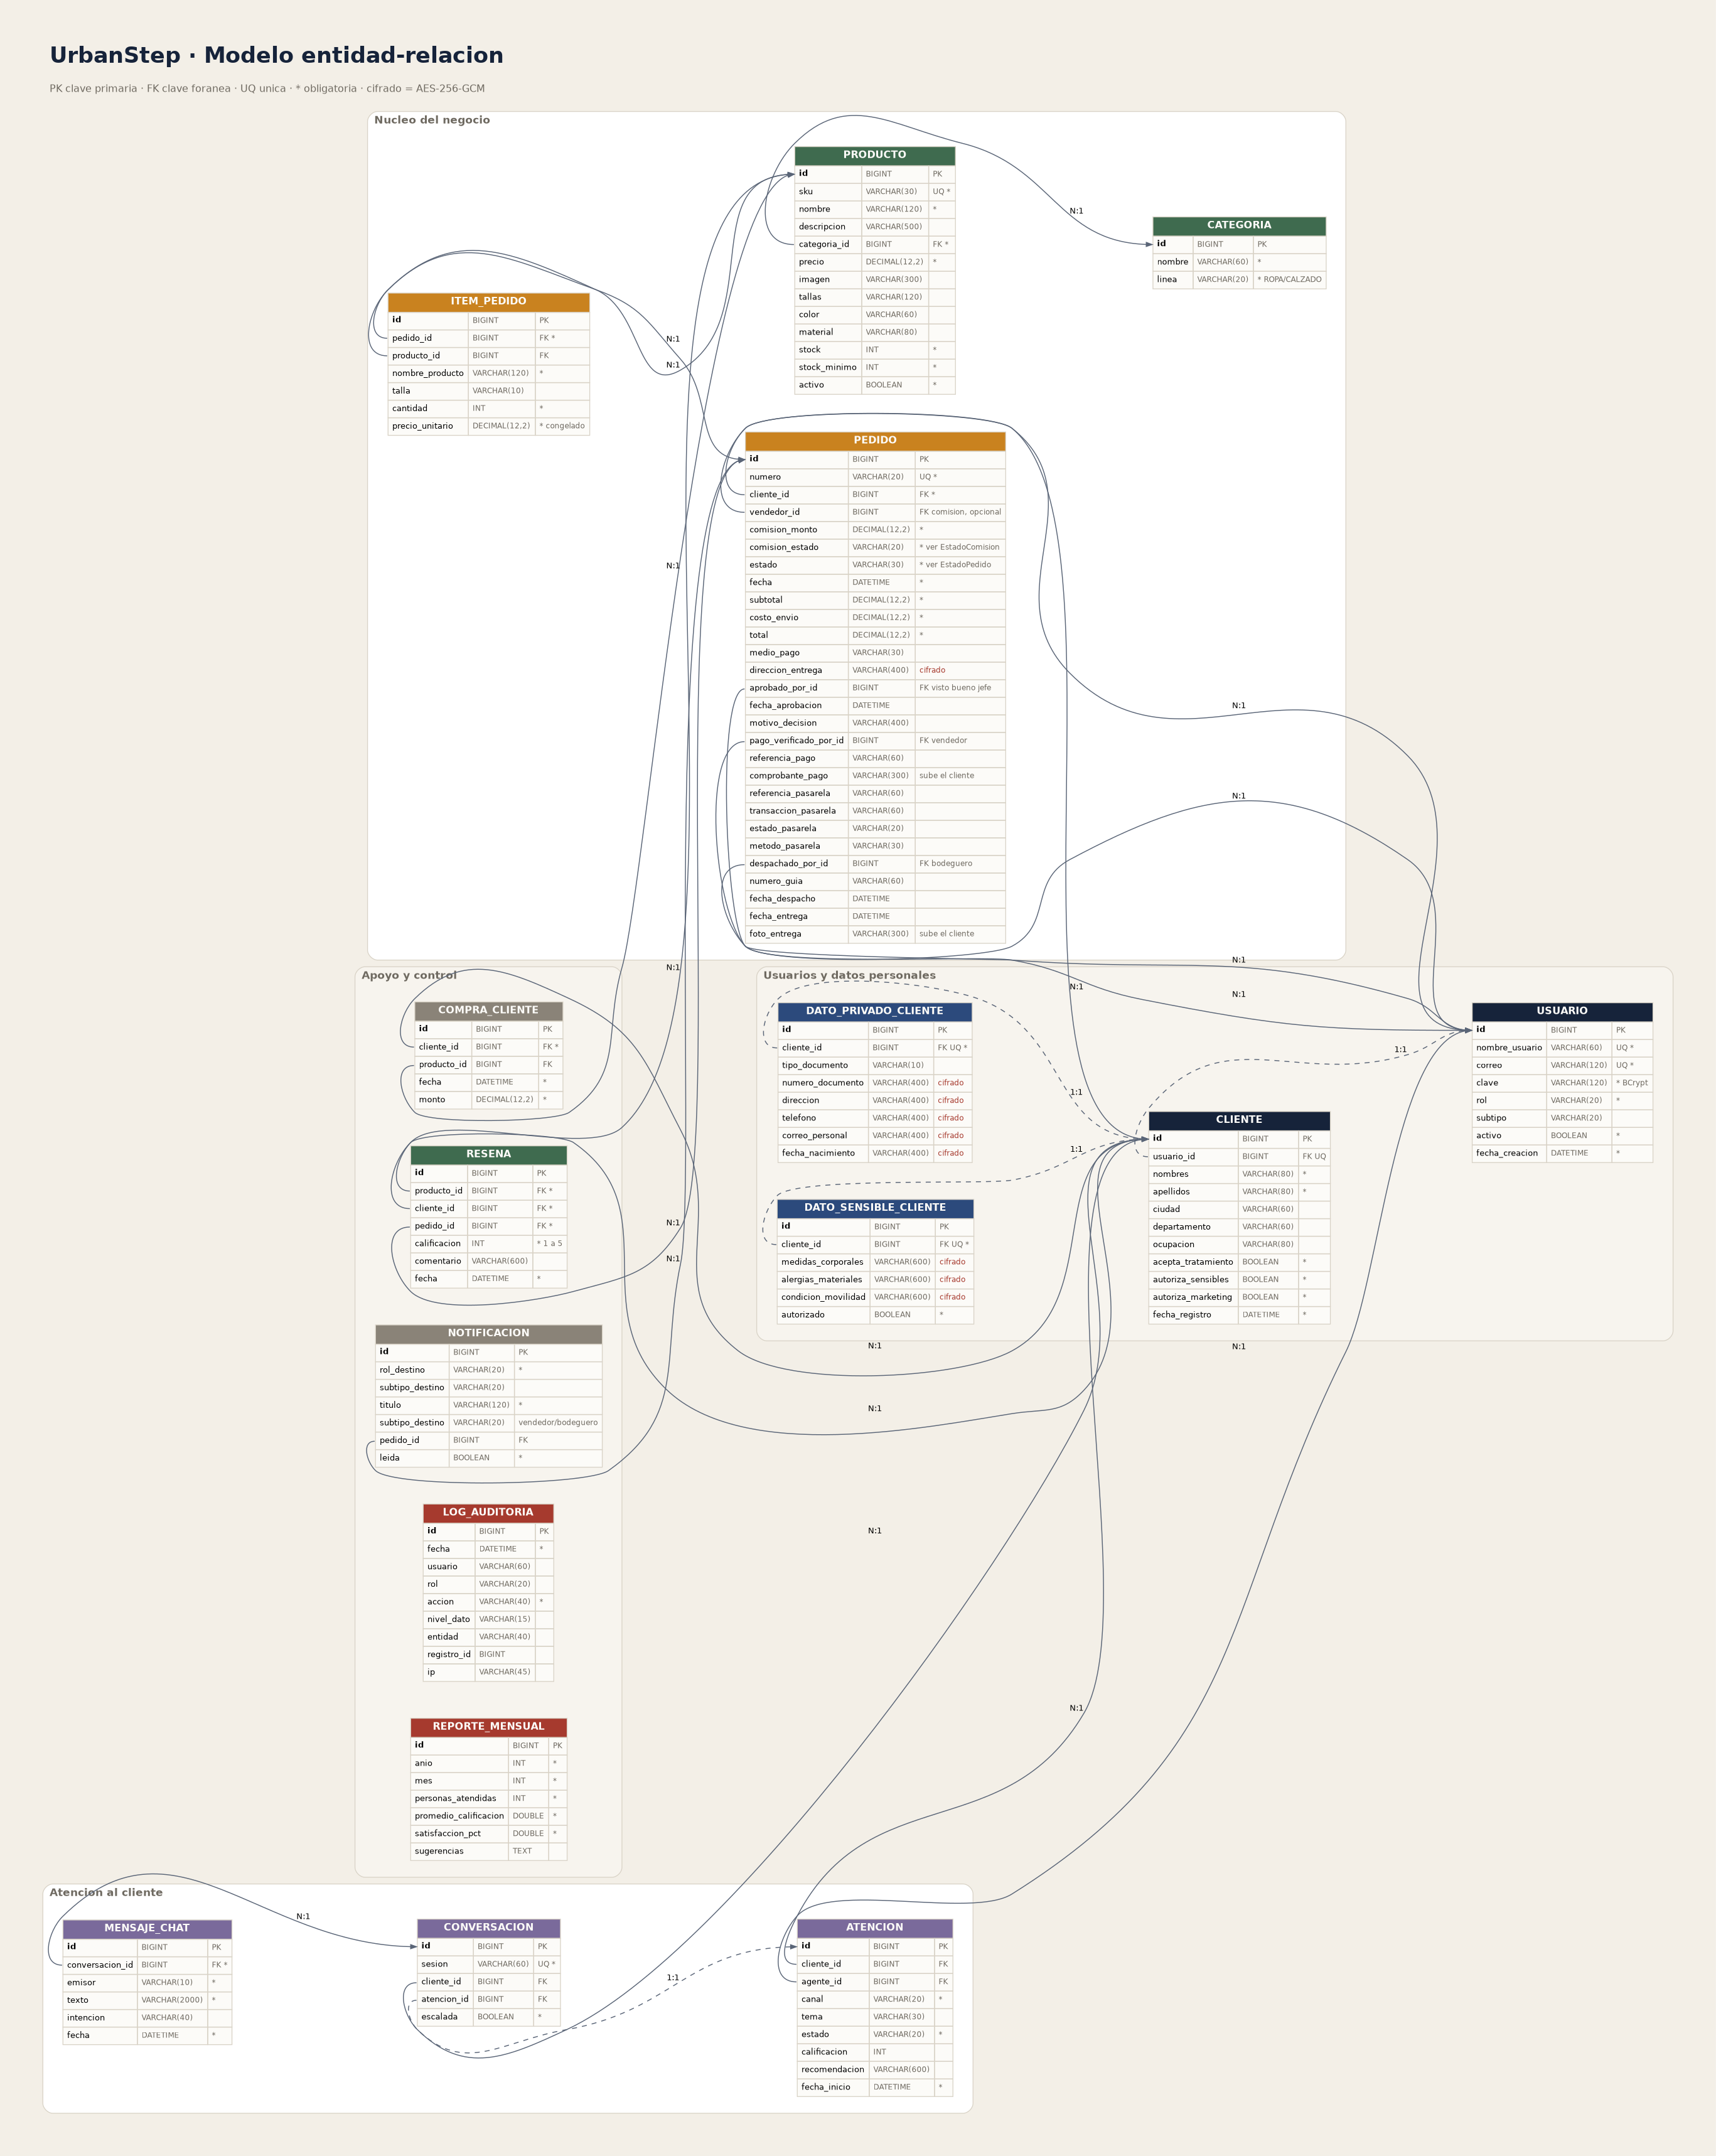 UrbanStep · Modelo entidad-relacion
PK clave primaria · FK clave foranea · UQ unica · * obligatoria · cifrado = AES-256-GCM
Nucleo del negocio
PRODUCTO
id BIGINT PK
sku VARCHAR(30) UQ *
nombre VARCHAR(120) *
descripcion VARCHAR(500)
categoria_id BIGINT FK *
precio DECIMAL(12,2) *
imagen VARCHAR(300)
tallas VARCHAR(120)
color VARCHAR(60)
material VARCHAR(80)
stock INT *
stock_minimo INT *
activo BOOLEAN *
N:1
CATEGORIA
id BIGINT PK
nombre VARCHAR(60) *
linea VARCHAR(20) * ROPA/CALZADO
ITEM_PEDIDO
id BIGINT PK
pedido_id BIGINT FK *
producto_id BIGINT FK
nombre_producto VARCHAR(120) *
talla VARCHAR(10)
cantidad INT *
precio_unitario DECIMAL(12,2) * congelado
N:1
N:1
N:1
PEDIDO
id BIGINT PK
numero VARCHAR(20) UQ *
cliente_id BIGINT FK *
vendedor_id BIGINT FK comision, opcional
comision_monto DECIMAL(12,2) *
comision_estado VARCHAR(20) * ver EstadoComision
estado VARCHAR(30) * ver EstadoPedido
fecha DATETIME *
subtotal DECIMAL(12,2) *
costo_envio DECIMAL(12,2) *
total DECIMAL(12,2) *
medio_pago VARCHAR(30)
direccion_entrega VARCHAR(400) cifrado
aprobado_por_id BIGINT FK visto bueno jefe
fecha_aprobacion DATETIME
motivo_decision VARCHAR(400)
pago_verificado_por_id BIGINT FK vendedor
referencia_pago VARCHAR(60)
comprobante_pago VARCHAR(300) sube el cliente
referencia_pasarela VARCHAR(60)
transaccion_pasarela VARCHAR(60)
estado_pasarela VARCHAR(20)
metodo_pasarela VARCHAR(30)
despachado_por_id BIGINT FK bodeguero
numero_guia VARCHAR(60)
fecha_despacho DATETIME
fecha_entrega DATETIME
foto_entrega VARCHAR(300) sube el cliente
N:1
N:1
N:1
N:1
N:1
N:1
Apoyo y control
COMPRA_CLIENTE
id BIGINT PK
cliente_id BIGINT FK *
producto_id BIGINT FK
fecha DATETIME *
monto DECIMAL(12,2) *
RESENA
id BIGINT PK
producto_id BIGINT FK *
cliente_id BIGINT FK *
pedido_id BIGINT FK *
calificacion INT * 1 a 5
comentario VARCHAR(600)
fecha DATETIME *
N:1
N:1
NOTIFICACION
id BIGINT PK
rol_destino VARCHAR(20) *
subtipo_destino VARCHAR(20)
titulo VARCHAR(120) *
subtipo_destino VARCHAR(20) vendedor/bodeguero
pedido_id BIGINT FK
leida BOOLEAN *
LOG_AUDITORIA
id BIGINT PK
fecha DATETIME *
usuario VARCHAR(60)
rol VARCHAR(20)
accion VARCHAR(40) *
nivel_dato VARCHAR(15)
entidad VARCHAR(40)
registro_id BIGINT
ip VARCHAR(45)
REPORTE_MENSUAL
id BIGINT PK
anio INT *
mes INT *
personas_atendidas INT *
promedio_calificacion DOUBLE *
satisfaccion_pct DOUBLE *
sugerencias TEXT
Usuarios y datos personales
DATO_PRIVADO_CLIENTE
id BIGINT PK
cliente_id BIGINT FK UQ *
tipo_documento VARCHAR(10)
numero_documento VARCHAR(400) cifrado
direccion VARCHAR(400) cifrado
telefono VARCHAR(400) cifrado
correo_personal VARCHAR(400) cifrado
fecha_nacimiento VARCHAR(400) cifrado
1:1
1:1
1:1
DATO_SENSIBLE_CLIENTE
id BIGINT PK
cliente_id BIGINT FK UQ *
medidas_corporales VARCHAR(600) cifrado
alergias_materiales VARCHAR(600) cifrado
condicion_movilidad VARCHAR(600) cifrado
autorizado BOOLEAN *
CLIENTE
id BIGINT PK
usuario_id BIGINT FK UQ
nombres VARCHAR(80) *
apellidos VARCHAR(80) *
ciudad VARCHAR(60)
departamento VARCHAR(60)
ocupacion VARCHAR(80)
acepta_tratamiento BOOLEAN *
autoriza_sensibles BOOLEAN *
autoriza_marketing BOOLEAN *
fecha_registro DATETIME *
USUARIO
id BIGINT PK
nombre_usuario VARCHAR(60) UQ *
correo VARCHAR(120) UQ *
clave VARCHAR(120) * BCrypt
rol VARCHAR(20) *
subtipo VARCHAR(20)
activo BOOLEAN *
fecha_creacion DATETIME *
N:1
N:1
N:1
N:1
N:1
Atencion al cliente
MENSAJE_CHAT
id BIGINT PK
conversacion_id BIGINT FK *
emisor VARCHAR(10) *
texto VARCHAR(2000) *
intencion VARCHAR(40)
fecha DATETIME *
N:1
CONVERSACION
id BIGINT PK
sesion VARCHAR(60) UQ *
cliente_id BIGINT FK
atencion_id BIGINT FK
escalada BOOLEAN *
1:1
ATENCION
id BIGINT PK
cliente_id BIGINT FK
agente_id BIGINT FK
canal VARCHAR(20) *
tema VARCHAR(30)
estado VARCHAR(20) *
calificacion INT
recomendacion VARCHAR(600)
fecha_inicio DATETIME *